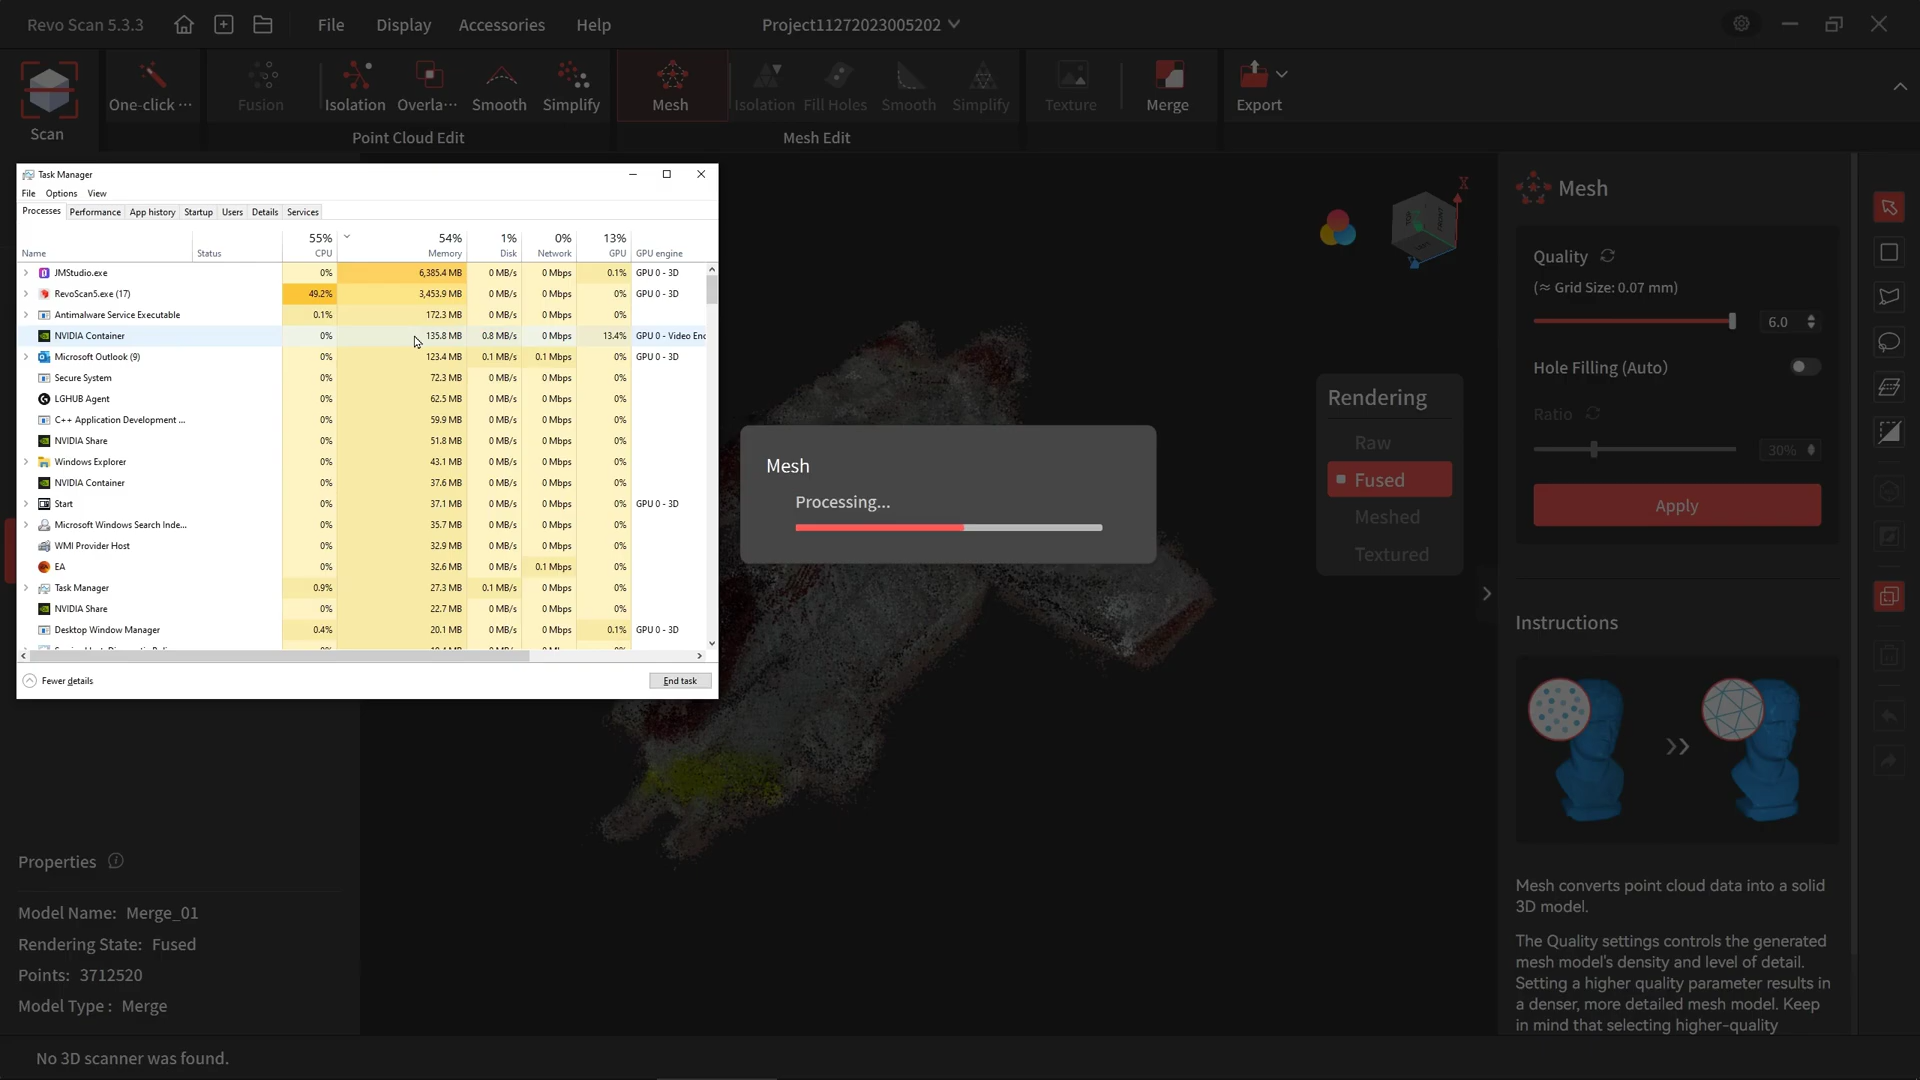 Revo Scan 5.3.3
File
Display
Accessories
Help
Project11272023005202
Scan
One-click ···
Fusion
Isolation
Overla···
Smooth
Simplify
Point Cloud Edit
Mesh
Isolation
Fill Holes
Smooth
Simplify
Mesh Edit
Texture
Merge
Export
Task Manager
File Options View
Processes Performance App history Startup Users Details Services
55% 54% 1% 0% 13%
Name Status CPU Memory Disk Network GPU GPU engine
JMStudio.exe 0% 6,385.4 MB 0 MB/s 0 Mbps 0.1% GPU 0 - 3D
RevoScan5.exe (17) 49.2% 3,453.9 MB 0 MB/s 0 Mbps 0% GPU 0 - 3D
Antimalware Service Executable 0.1% 172.3 MB 0 MB/s 0 Mbps 0%
NVIDIA Container 0% 135.8 MB 0.8 MB/s 0 Mbps 13.4% GPU 0 - Video Enc
Microsoft Outlook (9) 0% 123.4 MB 0.1 MB/s 0.1 Mbps 0% GPU 0 - 3D
Secure System 0% 72.3 MB 0 MB/s 0 Mbps 0%
LGHUB Agent 0% 62.5 MB 0 MB/s 0 Mbps 0%
C++ Application Development ... 0% 59.9 MB 0 MB/s 0 Mbps 0%
NVIDIA Share 0% 51.8 MB 0 MB/s 0 Mbps 0%
Windows Explorer 0% 43.1 MB 0 MB/s 0 Mbps 0%
NVIDIA Container 0% 37.6 MB 0 MB/s 0 Mbps 0%
Start 0% 37.1 MB 0 MB/s 0 Mbps 0% GPU 0 - 3D
Microsoft Windows Search Inde... 0% 35.7 MB 0 MB/s 0 Mbps 0%
WMI Provider Host 0% 32.9 MB 0 MB/s 0 Mbps 0%
EA 0% 32.6 MB 0 MB/s 0.1 Mbps 0%
Task Manager 0.9% 27.3 MB 0.1 MB/s 0 Mbps 0%
NVIDIA Share 0% 22.7 MB 0 MB/s 0 Mbps 0%
Desktop Window Manager 0.4% 20.1 MB 0 MB/s 0 Mbps 0.1% GPU 0 - 3D
Fewer details
End task
Mesh
Processing...
TOP
FRONT
LEFT
X
Rendering
Raw
Fused
Meshed
Textured
Mesh
Quality
(≈ Grid Size: 0.07 mm)
6.0
Hole Filling (Auto)
Ratio
30%
Apply
Instructions
Mesh converts point cloud data into a solid
3D model.
The Quality settings controls the generated
mesh model's density and level of detail.
Setting a higher quality parameter results in
a denser, more detailed mesh model. Keep
in mind that selecting higher-quality
Properties
Model Name: Merge_01
Rendering State: Fused
Points: 3712520
Model Type : Merge
No 3D scanner was found.